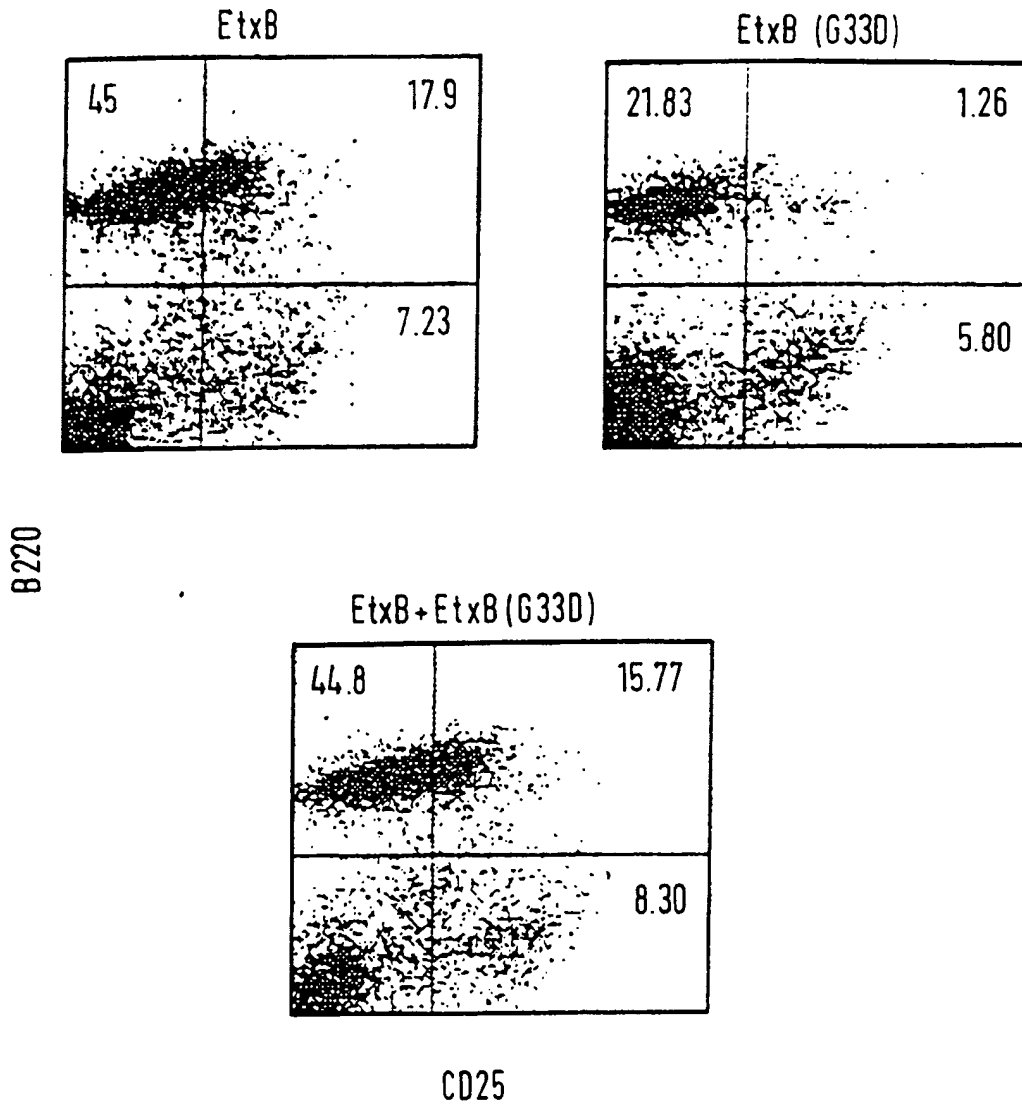 EtxB
45 17.9
7.23
EtxB (G33D)
21.83 1.26
5.80
B220
EtxB+EtxB(G33D)
44.8 15.77
8.30
CD25